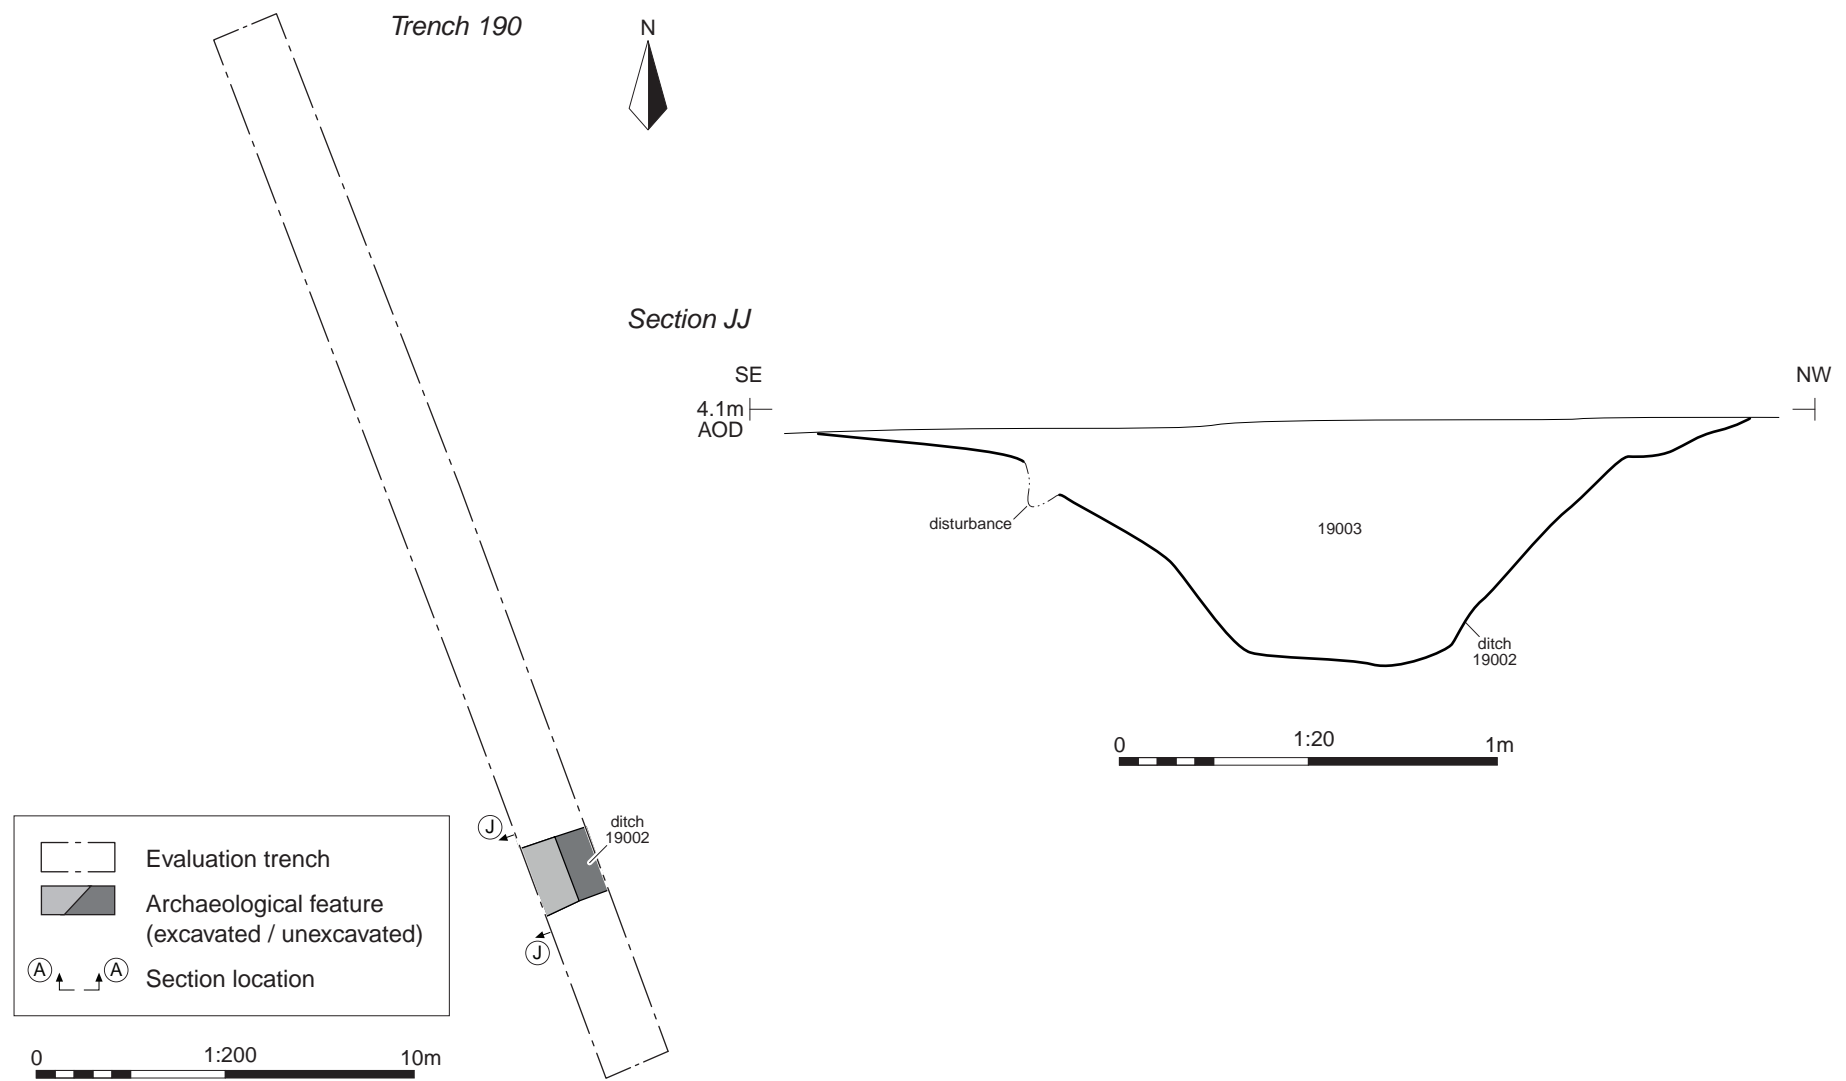 Trench 190
N
Section JJ
SE
NW
4.1m
AOD
disturbance
19003
ditch
19002
0
1:20
1m
J
ditch
19002
J
Evaluation trench
Archaeological feature
(excavated / unexcavated)
A
A
Section location
0
1:200
10m